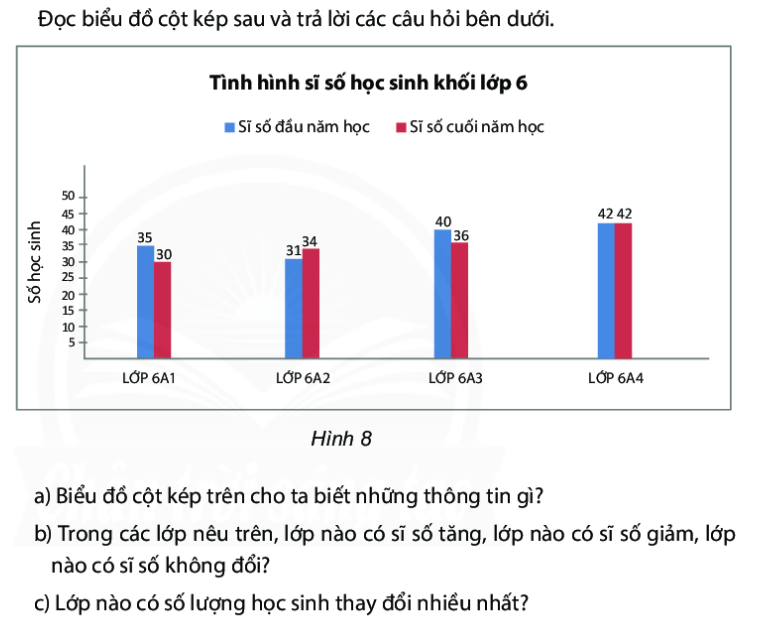 Đọc biểu đồ cột kép sau và trả lời các câu hỏi bên dưới.
Tình hình sĩ số học sinh khối lớp 6
Sĩ số đầu năm học Sĩ số cuối năm học
Số học sinh
50
45
40
35
30
25
20
15
10
5
35 30
31 34
40 36
42 42
LỚP 6A1 LỚP 6A2 LỚP 6A3 LỚP 6A4
Hình 8
a) Biểu đồ cột kép trên cho ta biết những thông tin gì?
b) Trong các lớp nêu trên, lớp nào có sĩ số tăng, lớp nào có sĩ số giảm, lớp
nào có sĩ số không đổi?
c) Lớp nào có số lượng học sinh thay đổi nhiều nhất?